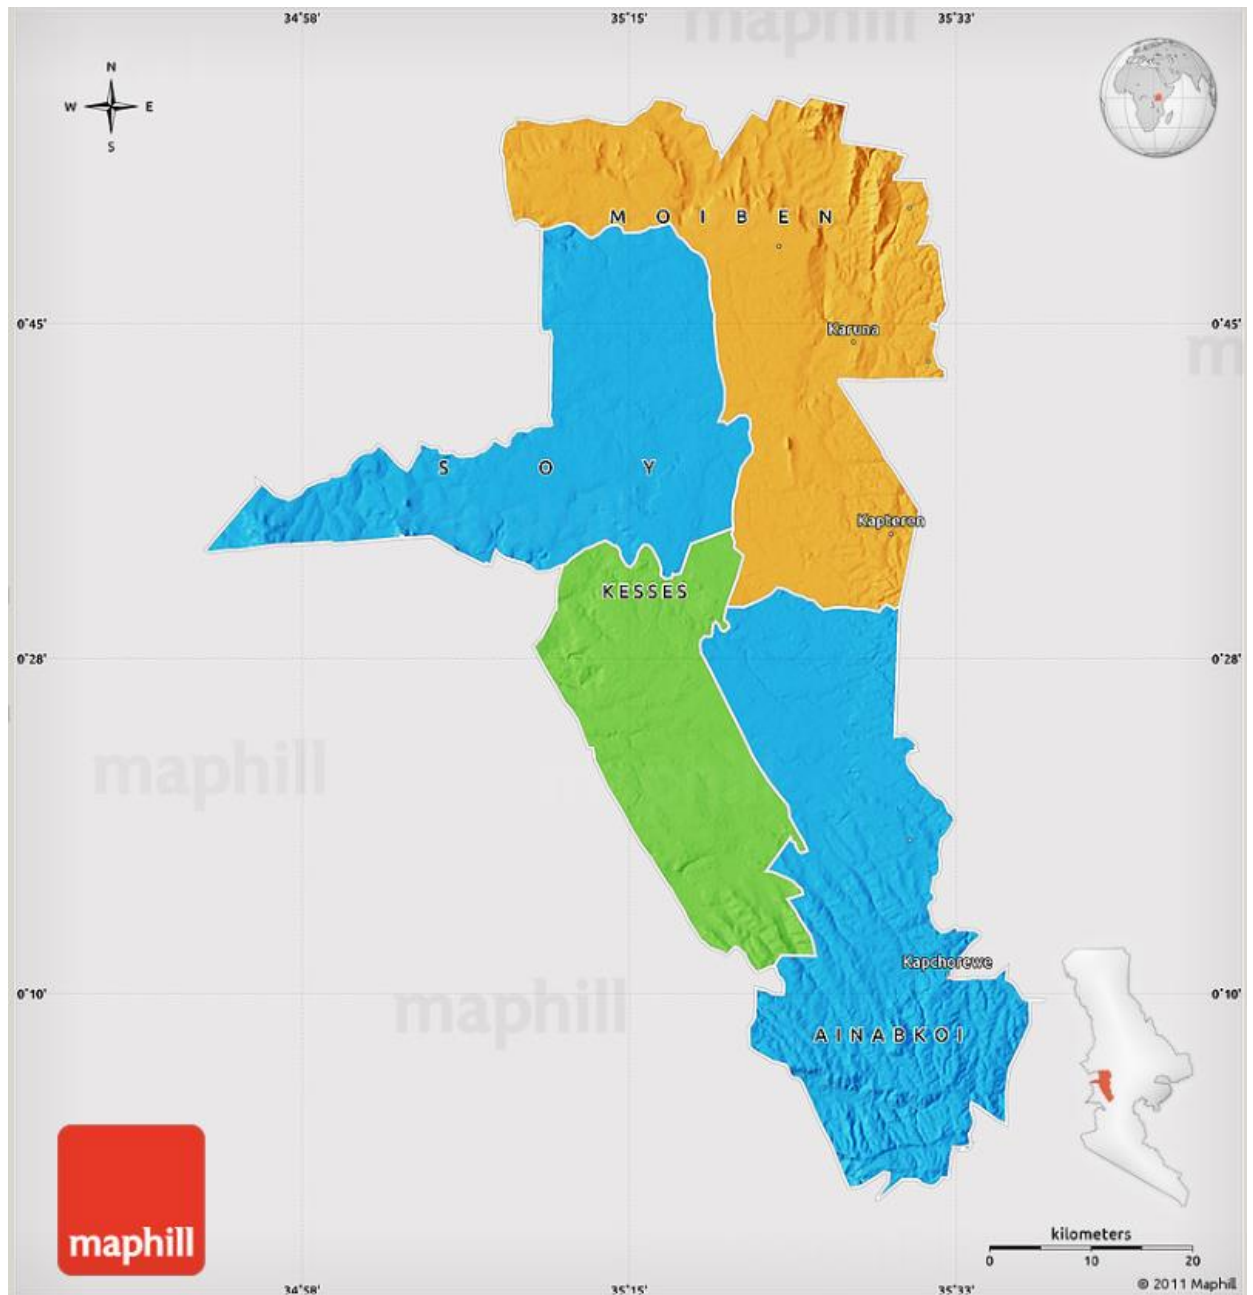 34°58' 35°15' 35°33'
maphill
N
W E
S
MOIBEN
0°45' 0°45'
Karuna
m
SOY
Kapteren
KESSES
0°28' 0°28'
maphill
Kapchorewe
0°10' 0°10'
maphill
AINABKOI
maphill
kilometers
0 10 20
© 2011 Maphill
34°58' 35°15' 35°33'